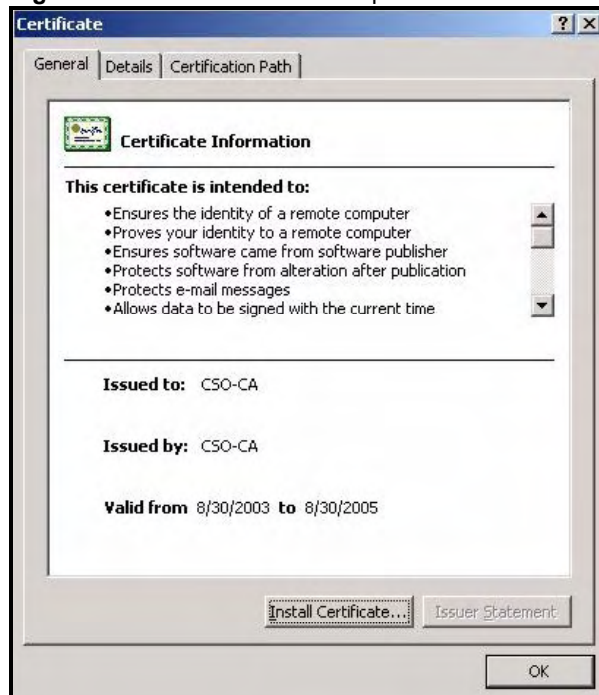 Certificate
General
Details
Certification Path
Certificate Information
This certificate is intended to:
•Ensures the identity of a remote computer
•Proves your identity to a remote computer
•Ensures software came from software publisher
•Protects software from alteration after publication
•Protects e-mail messages
•Allows data to be signed with the current time
Issued to: CSO-CA
Issued by: CSO-CA
Valid from 8/30/2003 to 8/30/2005
Install Certificate...
Issuer Statement
OK